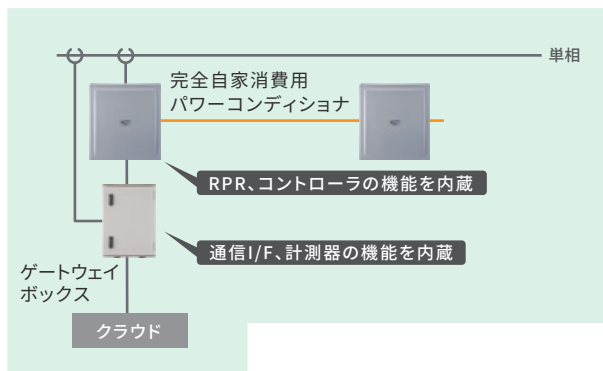 単相
完全自家消費用
パワーコンディショナ
RPR、コントローラの機能を内蔵
通信I/F、計測器の機能を内蔵
ゲートウェイ
ボックス
クラウド